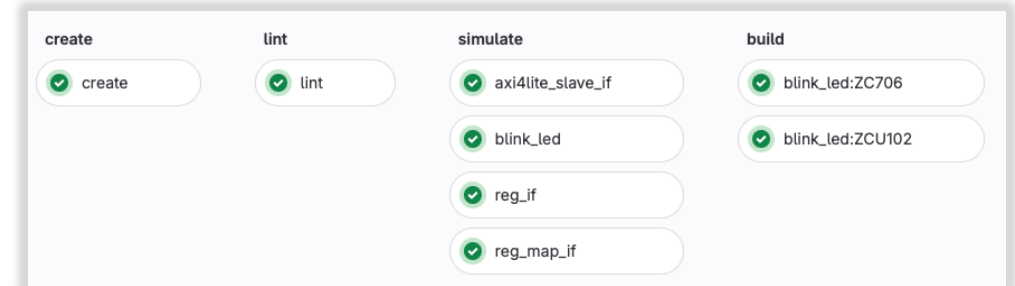 create
lint
simulate
build
create
lint
axi4lite_slave_if
blink_led:ZC706
blink_led
blink_led:ZCU102
reg_if
reg_map_if